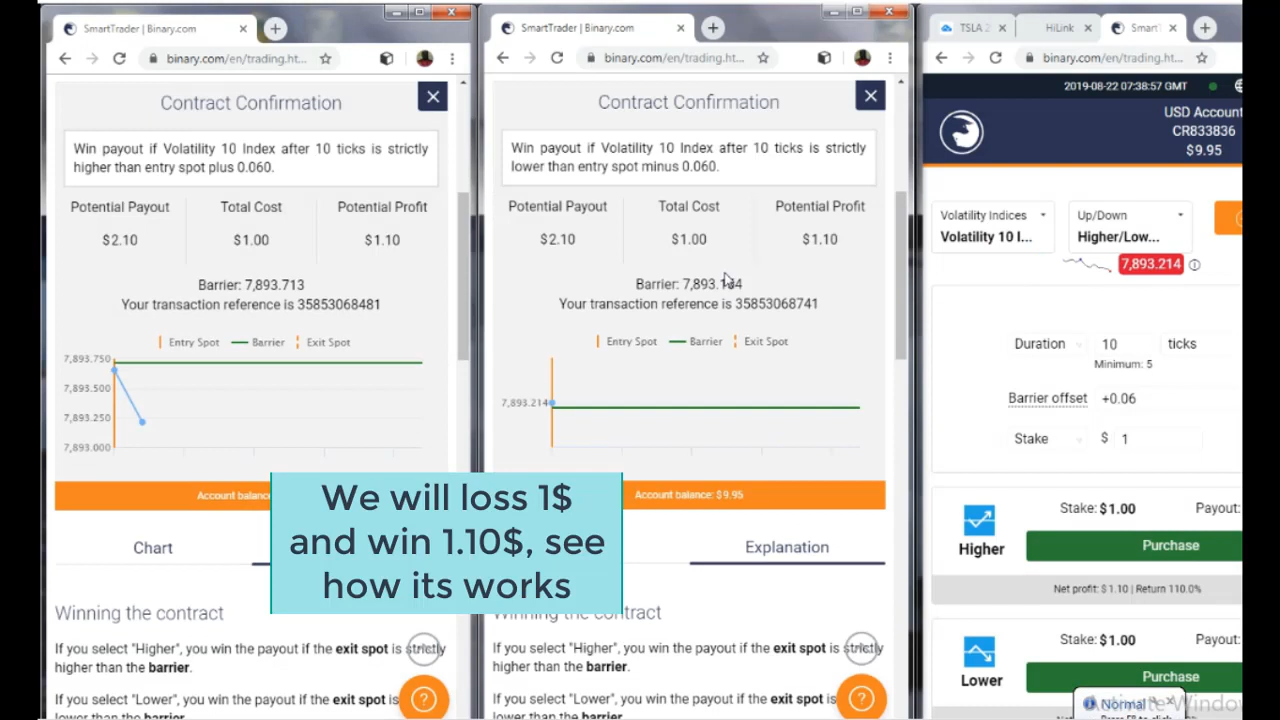 SmartTrader | Binary.com
binary.com/en/trading.ht...
Contract Confirmation
Win payout if Volatility 10 Index after 10 ticks is strictly
higher than entry spot plus 0.060.
Potential Payout
Total Cost
Potential Profit
$2.10
$1.00
$1.10
Barrier: 7,893.713
Your transaction reference is 35853068481
Entry Spot
Barrier
Exit Spot
7,893.750
7,893.500
7,893.250
7,893.000
Account balance
Chart
Winning the contract
If you select "Higher", you win the payout if the exit spot is strictly
higher than the barrier.
If you select "Lower", you win the payout if the exit spot is strictly
lower than the barrier.
SmartTrader | Binary.com
binary.com/en/trading.ht...
Contract Confirmation
Win payout if Volatility 10 Index after 10 ticks is strictly
lower than entry spot minus 0.060.
Potential Payout
Total Cost
Potential Profit
$2.10
$1.00
$1.10
Barrier:
Your transaction reference is 35853068741
Entry Spot
Barrier
Exit Spot
7,893.214
Account balance: $9.95
Explanation
Winning the contract
If you select "Higher", you win the payout if the exit spot is strictly
higher than the barrier.
If you select "Lower", you win the payout if the exit spot is strictly
lower than the barrier.
We will loss 1$
and win 1.10$, see
how its works
TSLA
HiLink
Smart
binary.com/en/trading.ht...
2019-08-22 07:38:57 GMT
USD Account
CR833836
$9.95
Volatility Indices
Volatility 10 I...
Up/Down
Higher/Low...
7,893.214
Duration
10
ticks
Minimum: 5
Barrier offset
+0.06
Stake
$
1
Higher
Stake: $1.00
Payout:
Purchase
Net profit: $1.10 | Return 110.0%
Lower
Stake: $1.00
Payout:
Purchase
Normal